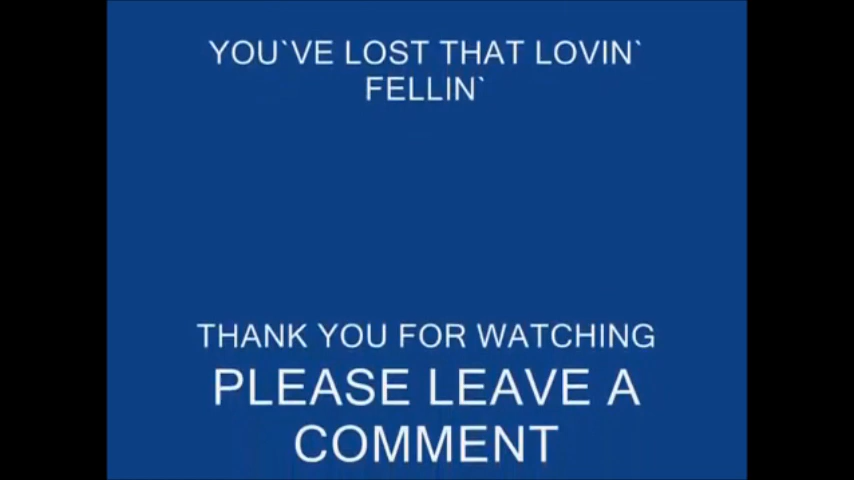 YOU`VE LOST THAT LOVIN`
FELLIN`
THANK YOU FOR WATCHING
PLEASE LEAVE A
COMMENT